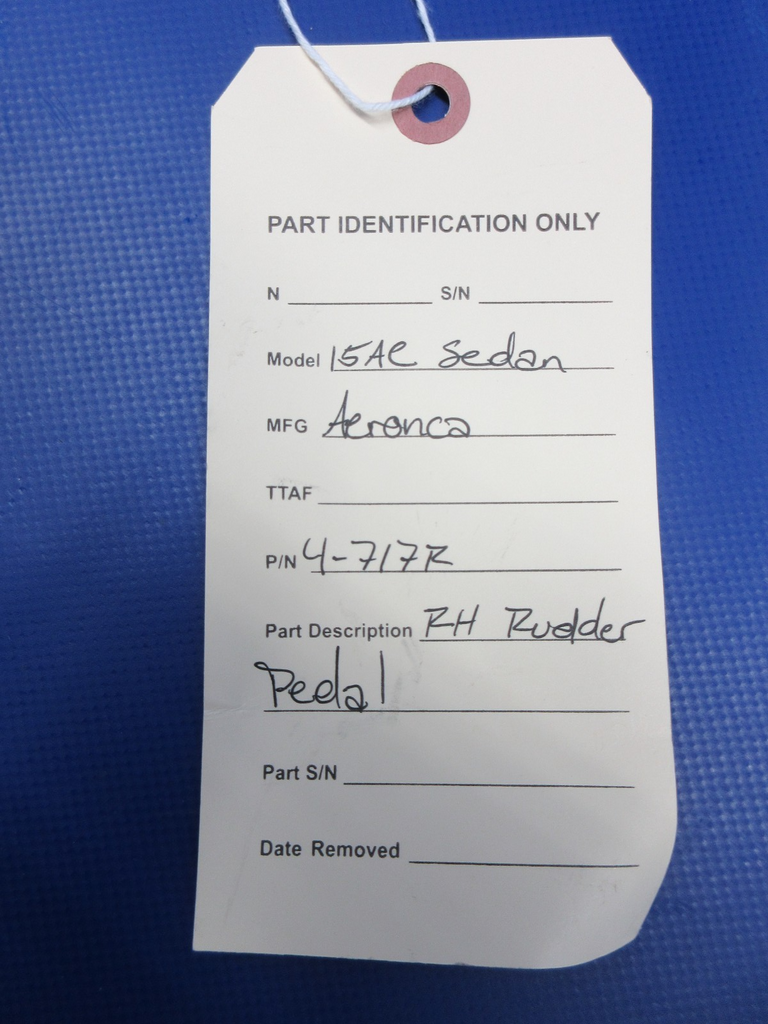 PART IDENTIFICATION ONLY
N S/N
Model 15AC Sedan
MFG Aeronca
TTAF
P/N 4-717R
Part Description RH Rudder
Pedal
Part S/N
Date Removed